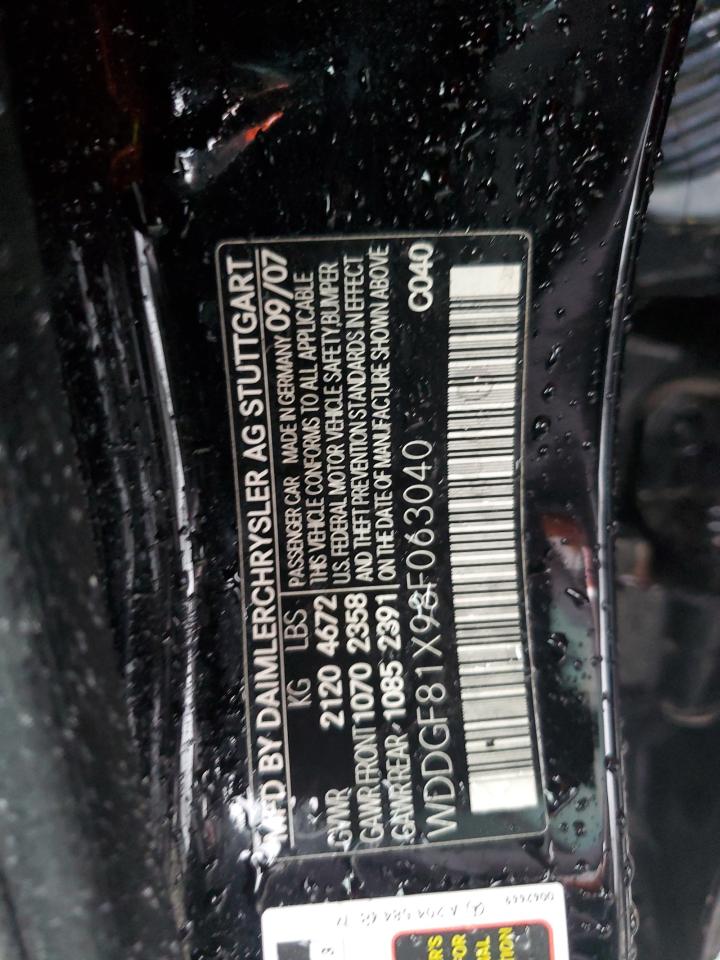 MFD BY DAIMLERCHRYSLER AG STUTTGART
KG LBS
GVWR 2120 4672
GAWR FRONT 1070 2358
GAWR REAR 1085 2391
PASSENGER CAR MADE IN GERMANY 09/07
THIS VEHICLE CONFORMS TO ALL APPLICABLE
U.S. FEDERAL MOTOR VEHICLE SAFETY, BUMPER
AND THEFT PREVENTION STANDARDS IN EFFECT
ON THE DATE OF MANUFACTURE SHOWN ABOVE
WDDGF81X98F063040 C040